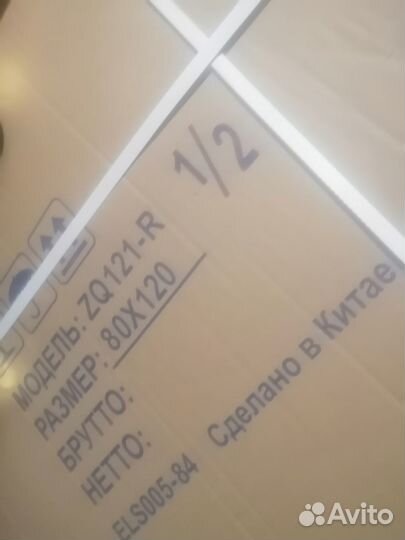 1/2
МОДЕЛЬ: ZQ121-R
РАЗМЕР: 80X120
БРУТТО:
НЕТТО:
ELS005-84 Сделано в Китае
Avito